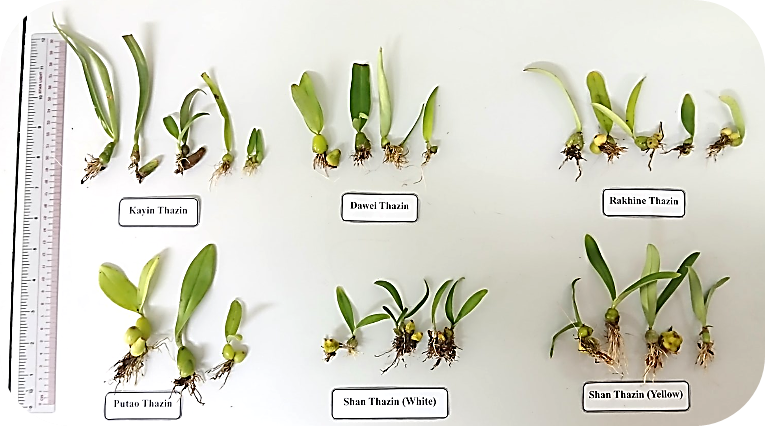 Kayin Thazin
Dawei Thazin
Rakhine Thazin
Putao Thazin
Shan Thazin (White)
Shan Thazin (Yellow)